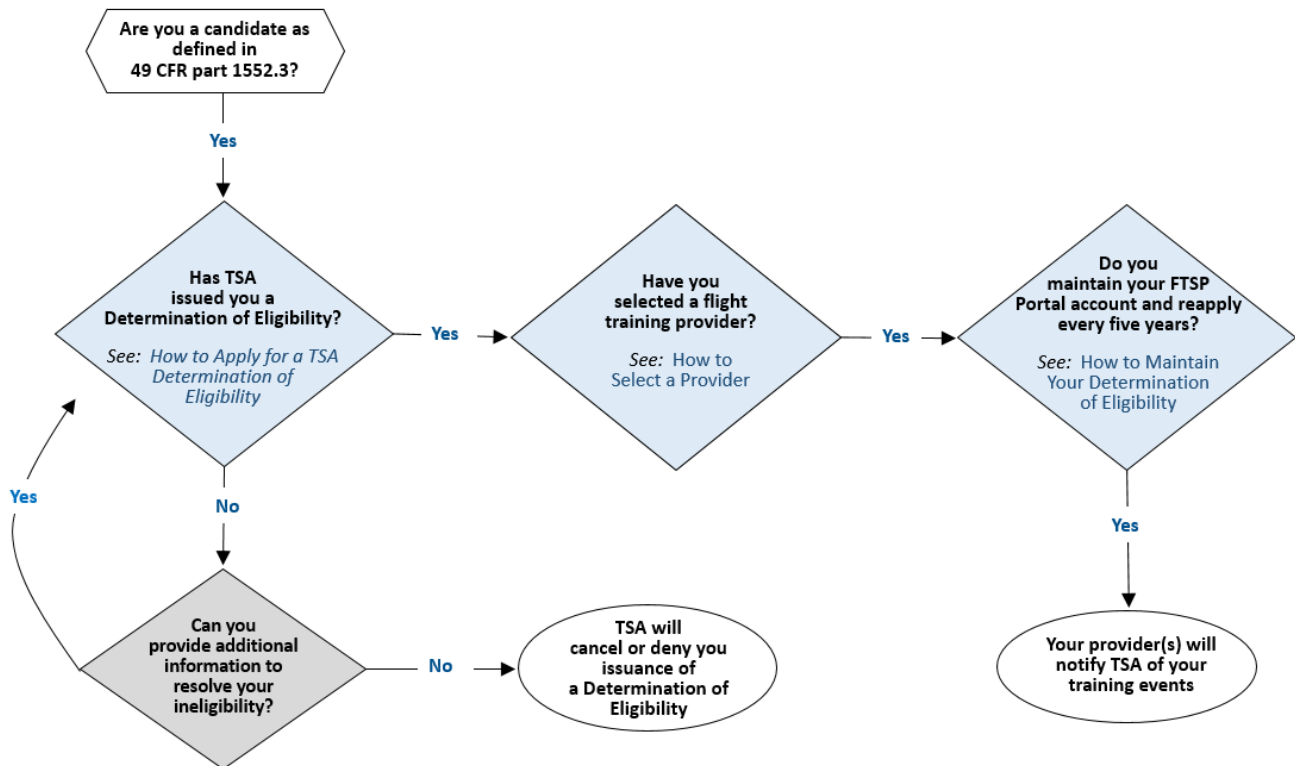 Are you a candidate as
defined in
49 CFR part 1552.3?
Yes
Has TSA
issued you a
Determination of Eligibility?
See: How to Apply for a TSA
Determination of
Eligibility
Yes
Have you
selected a flight
training provider?
See: How to
Select a Provider
Yes
Do you
maintain your FTSP
Portal account and reapply
every five years?
See: How to Maintain
Your Determination
of Eligibility
Yes
No
Yes
Can you
provide additional
information to
resolve your
ineligibility?
No
TSA will
cancel or deny you
issuance of
a Determination of
Eligibility
Your provider(s) will
notify TSA of your
training events